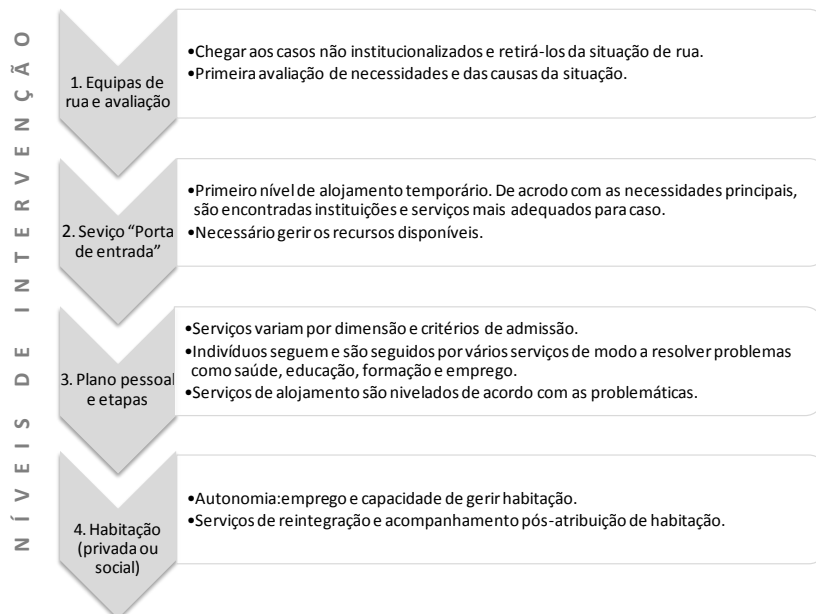 NÍVEIS DE INTERVENÇÃO
1. Equipas de
rua e avaliação
•Chegar aos casos não institucionalizados e retirá-los da situação de rua.
•Primeira avaliação de necessidades e das causas da situação.
2. Seviço “Porta
de entrada”
•Primeiro nível de alojamento temporário. De acrodo com as necessidades principais,
são encontradas instituições e serviços mais adequados para caso.
•Necessário gerir os recursos disponíveis.
3. Plano pessoal
e etapas
•Serviços variam por dimensão e critérios de admissão.
•Indivíduos seguem e são seguidos por vários serviços de modo a resolver problemas
como saúde, educação, formação e emprego.
•Serviços de alojamento são nivelados de acordo com as problemáticas.
4. Habitação
(privada ou
social)
•Autonomia:emprego e capacidade de gerir habitação.
•Serviços de reintegração e acompanhamento pós-atribuição de habitação.